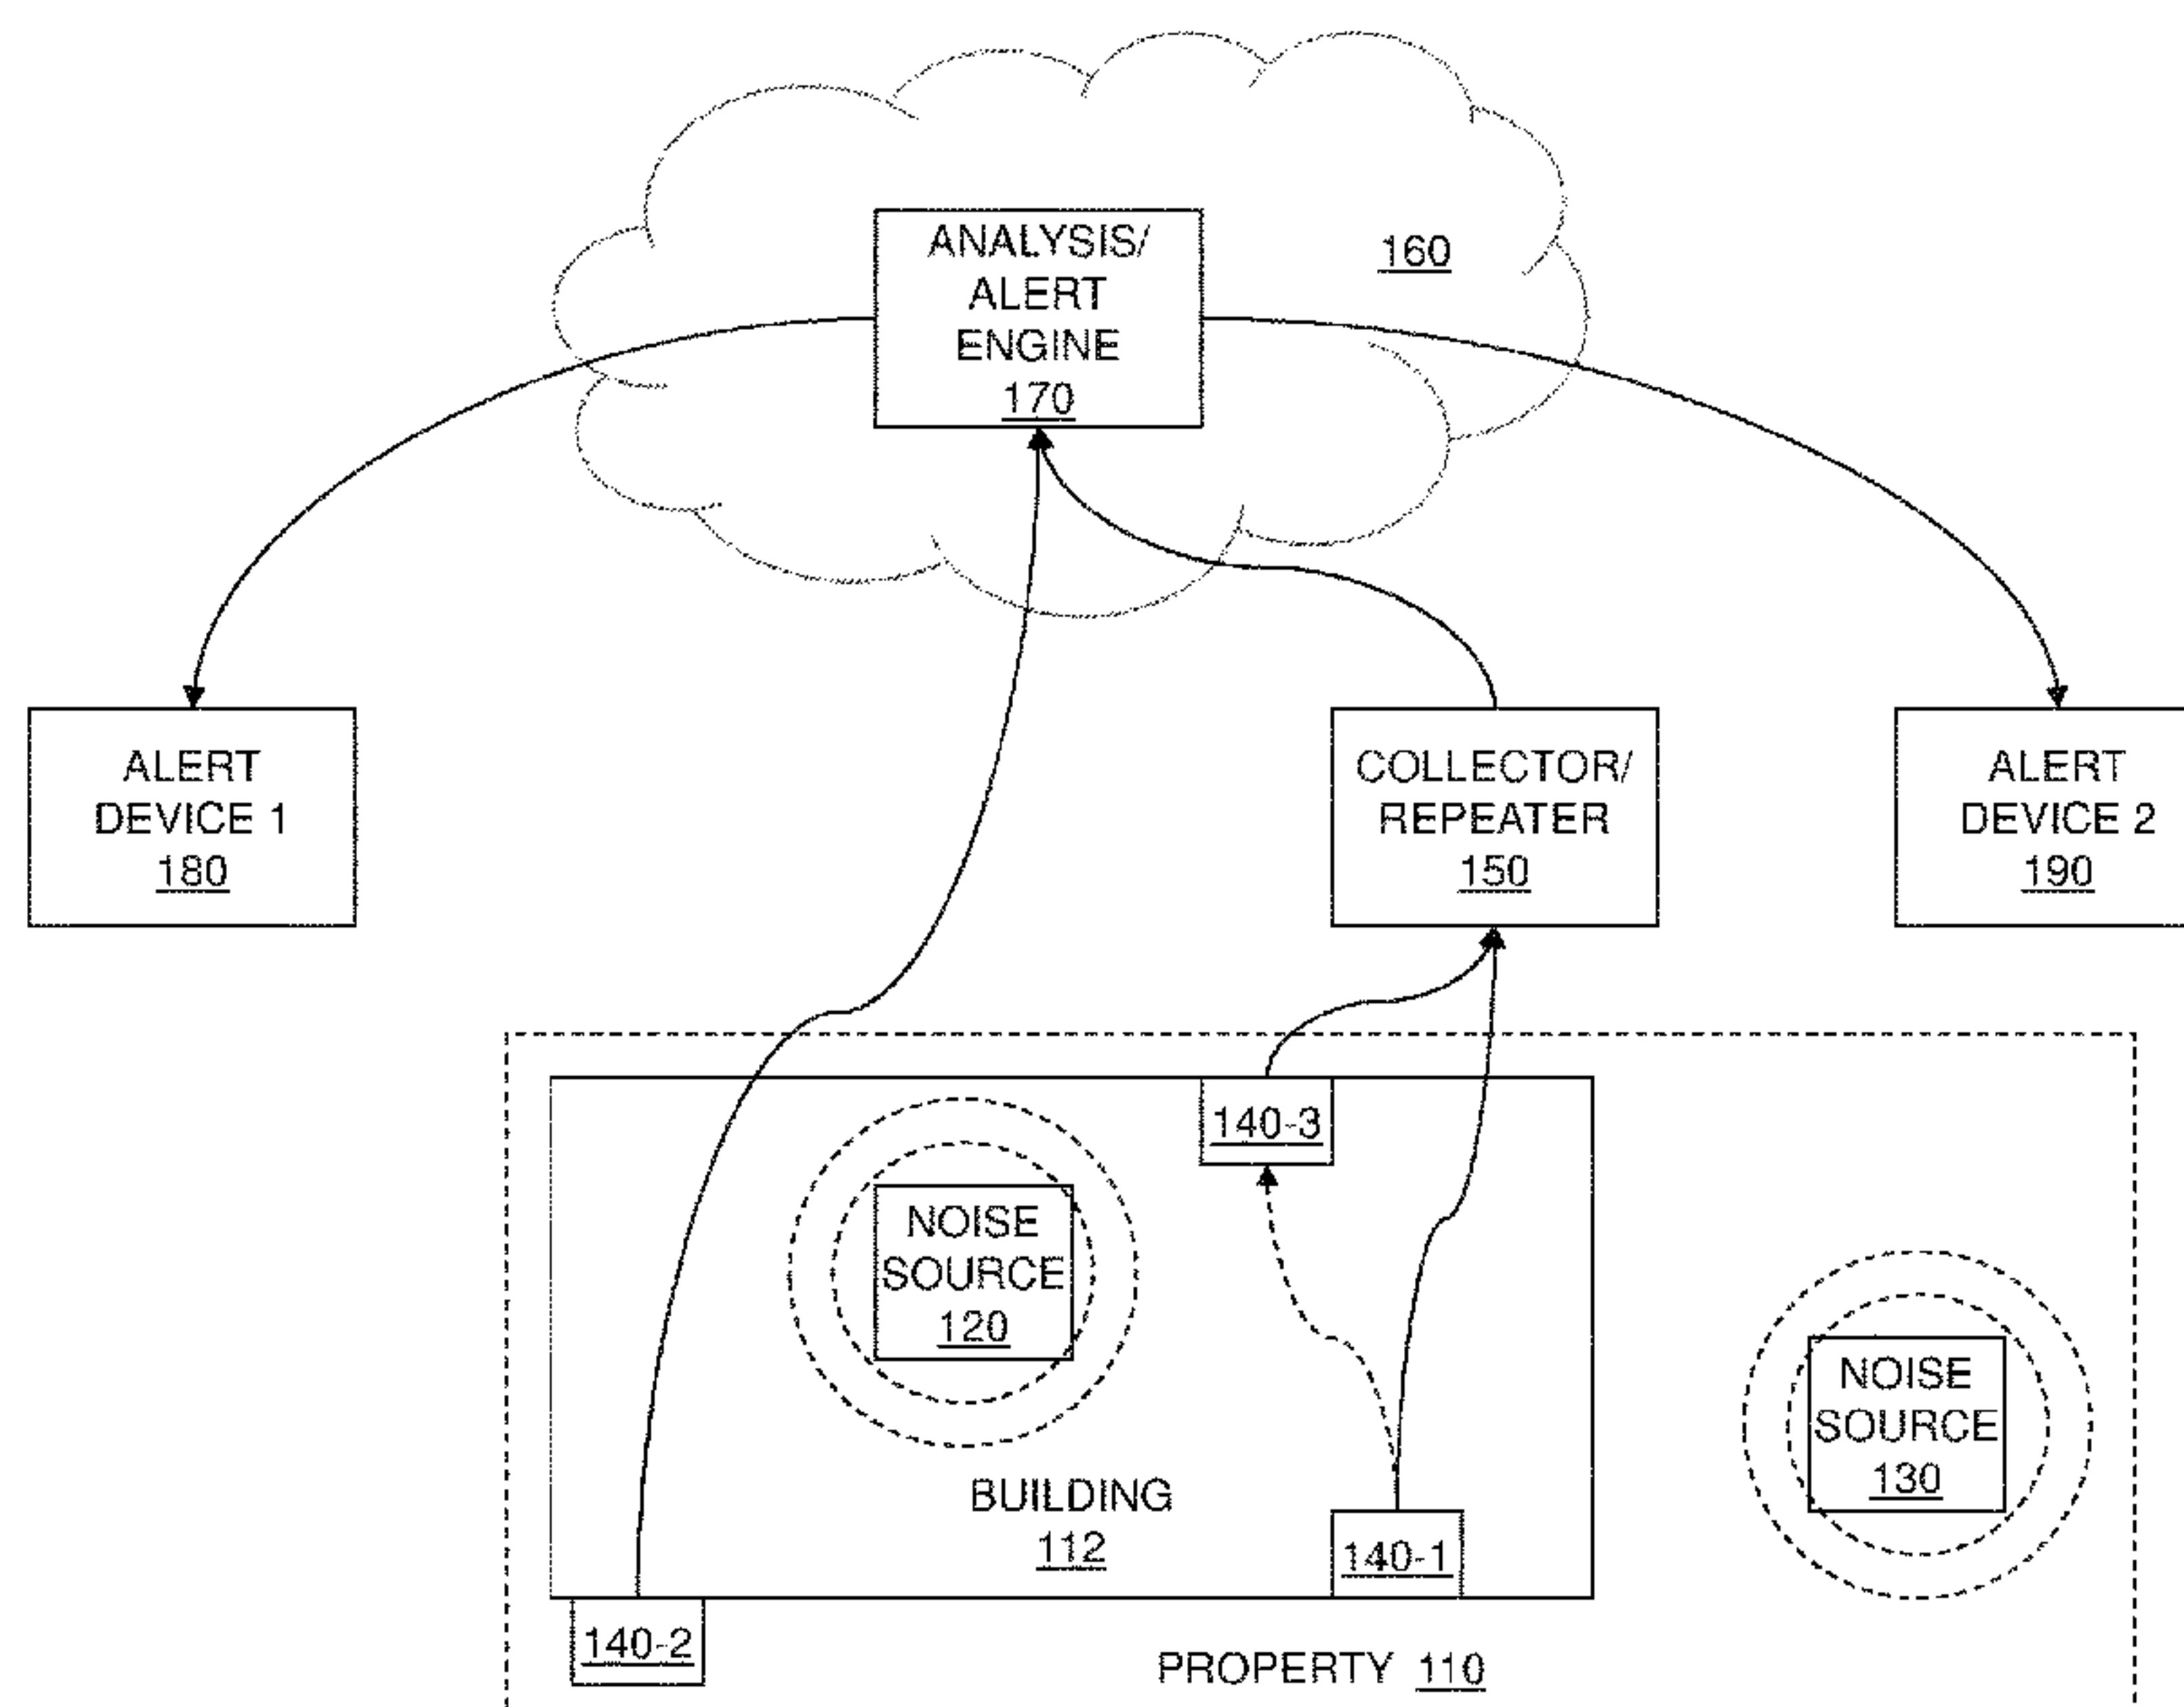 ANALYSIS/
ALERT
ENGINE
170
160
ALERT
DEVICE 1
180
COLLECTOR/
REPEATER
150
ALERT
DEVICE 2
190
140-3
NOISE
SOURCE
120
NOISE
SOURCE
130
BUILDING
112
140-1
140-2
PROPERTY 110